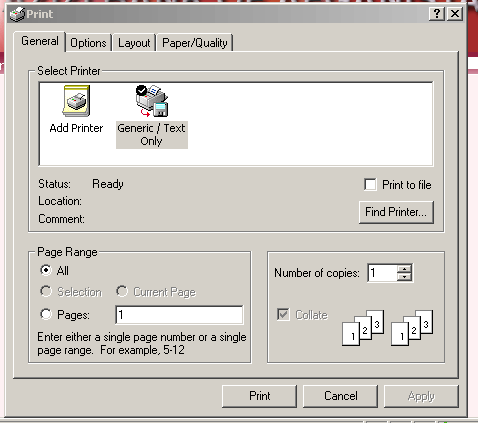 Print
General Options Layout Paper/Quality
Select Printer
Add Printer Generic / Text
Only
Status: Ready
Print to file
Location:
Comment:
Find Printer...
Page Range
All
Selection Current Page
Pages: 1
Enter either a single page number or a single
page range. For example, 5-12
Number of copies: 1
Collate
1 2 3 1 2 3
Print Cancel Apply